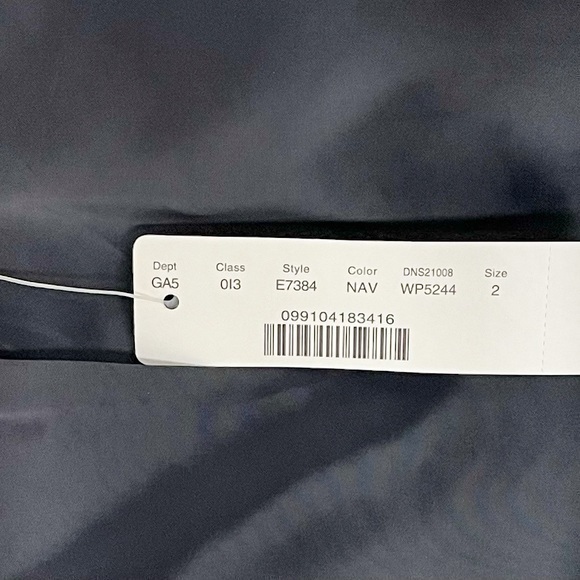 Dept Class Style Color DNS21008 Size
GA5 0I3 E7384 NAV WP5244 2
099104183416